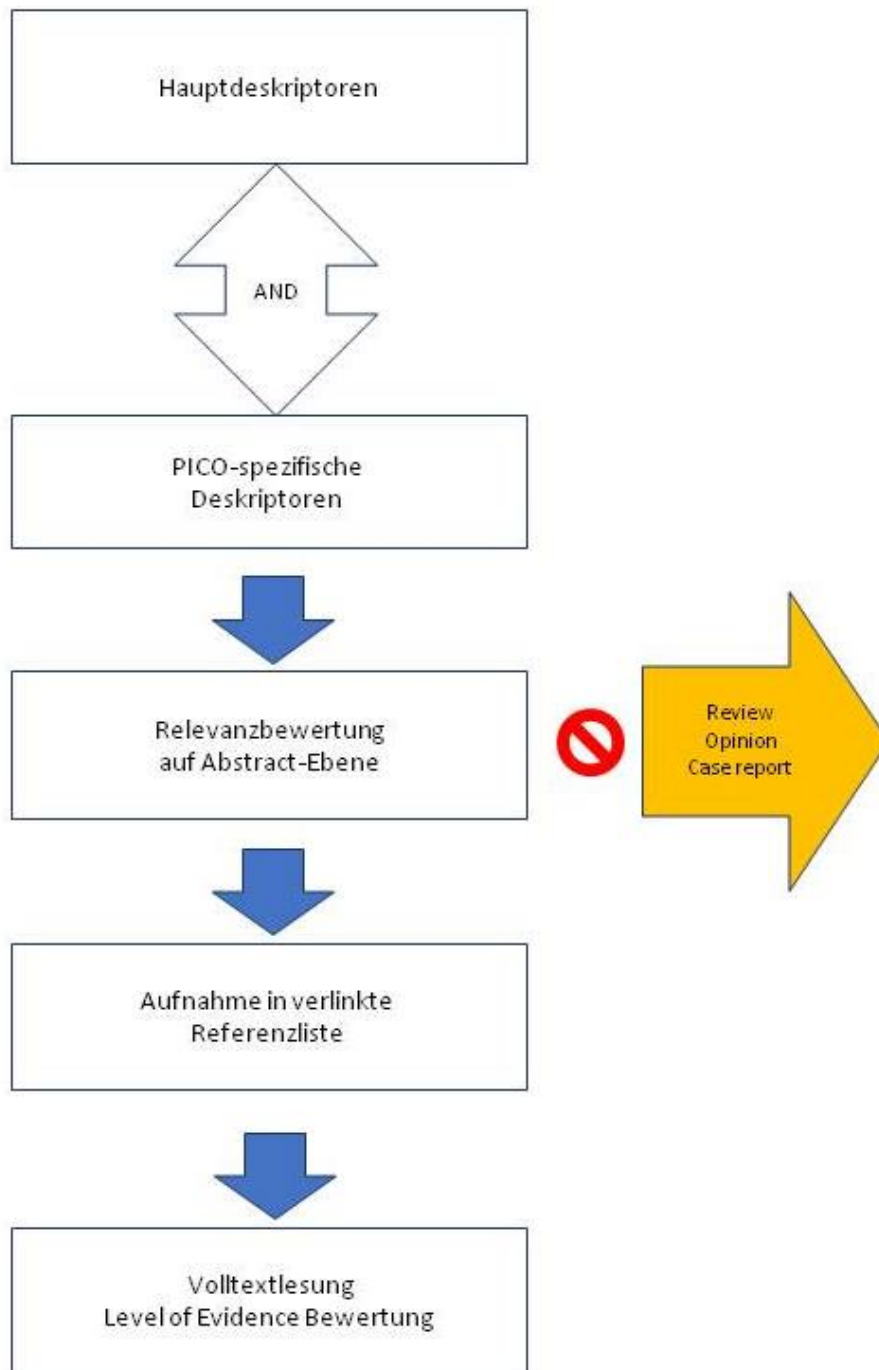 Hauptdeskriptoren
AND
PICO-spezifische
Deskriptoren
Relevanzbewertung
auf Abstract-Ebene
Review
Opinion
Case report
Aufnahme in verlinkte
Referenzliste
Volltextlesung
Level of Evidence Bewertung